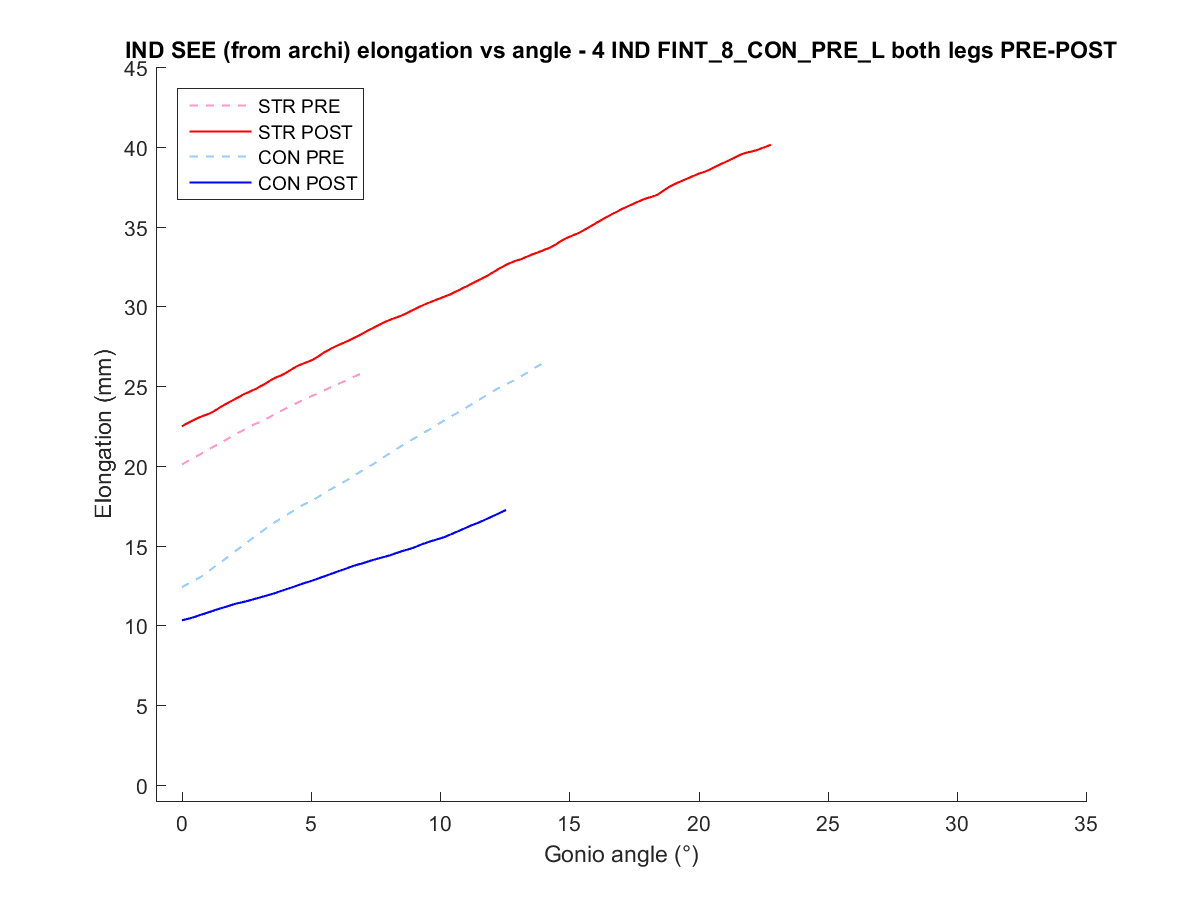 IND SEE (from archi) elongation vs angle - 4 IND FINT_8_CON_PRE_L both legs PRE-POST
STR PRE
STR POST
CON PRE
CON POST
Elongation (mm)
45
40
35
30
25
20
15
10
5
0
0 5 10 15 20 25 30 35
Gonio angle (°)